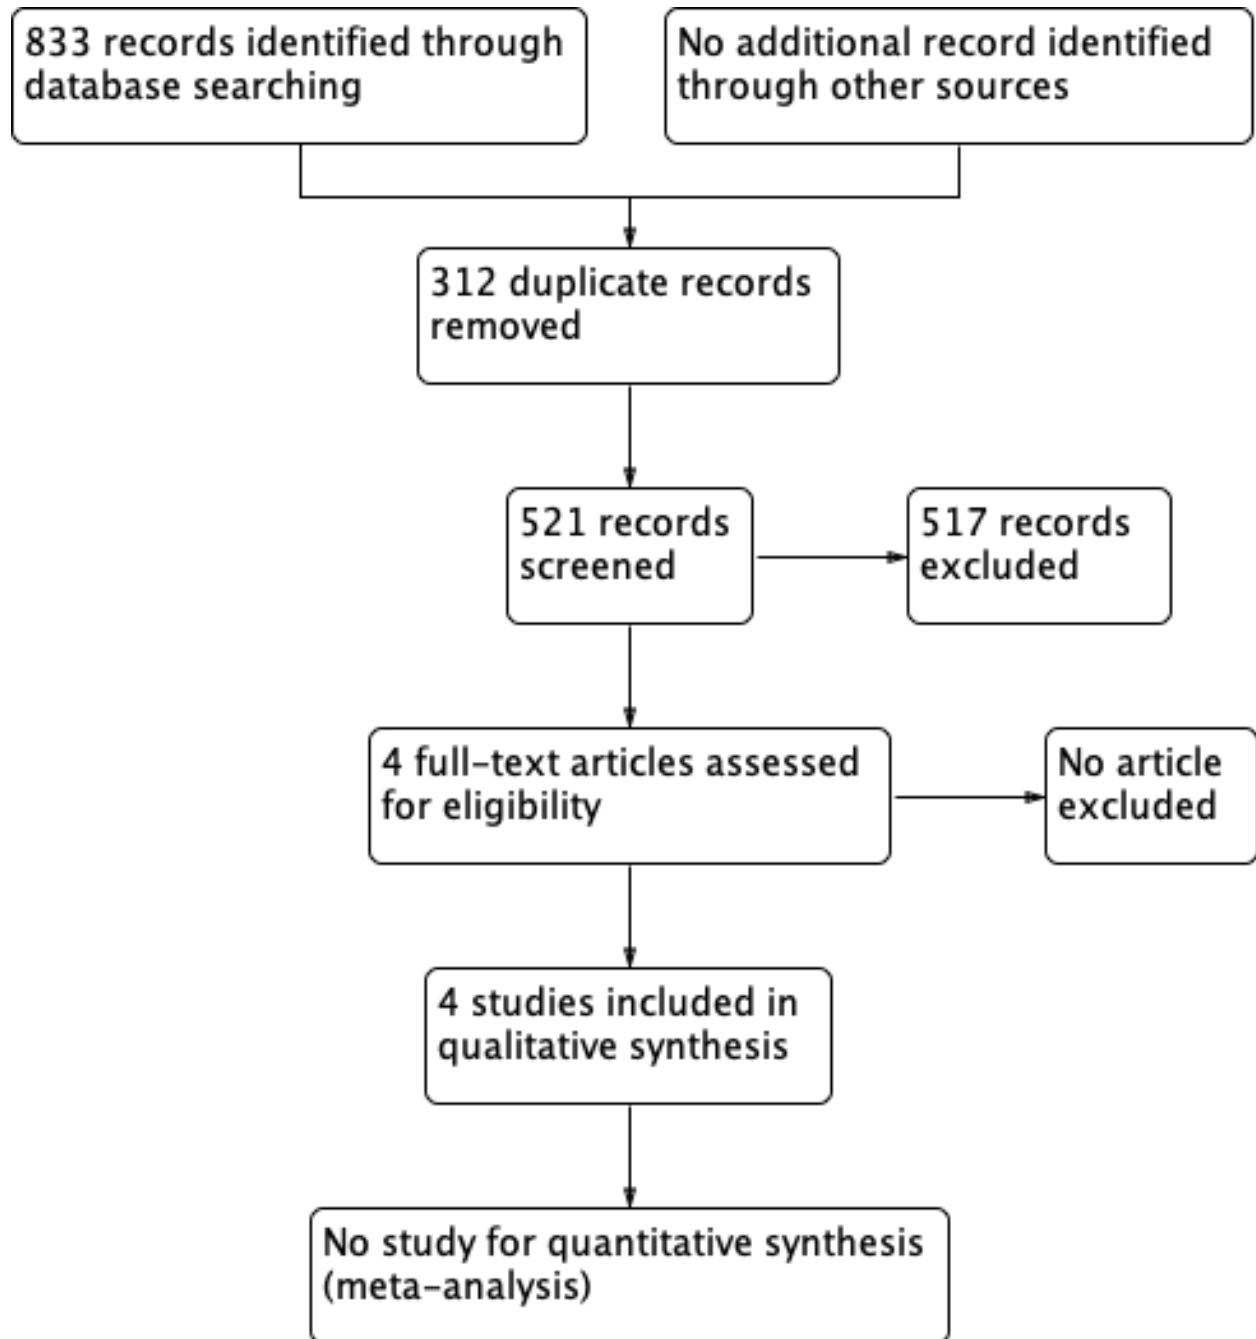 833 records identified through
database searching
No additional record identified
through other sources
312 duplicate records
removed
521 records
screened
517 records
excluded
4 full-text articles assessed
for eligibility
No article
excluded
4 studies included in
qualitative synthesis
No study for quantitative synthesis
(meta-analysis)